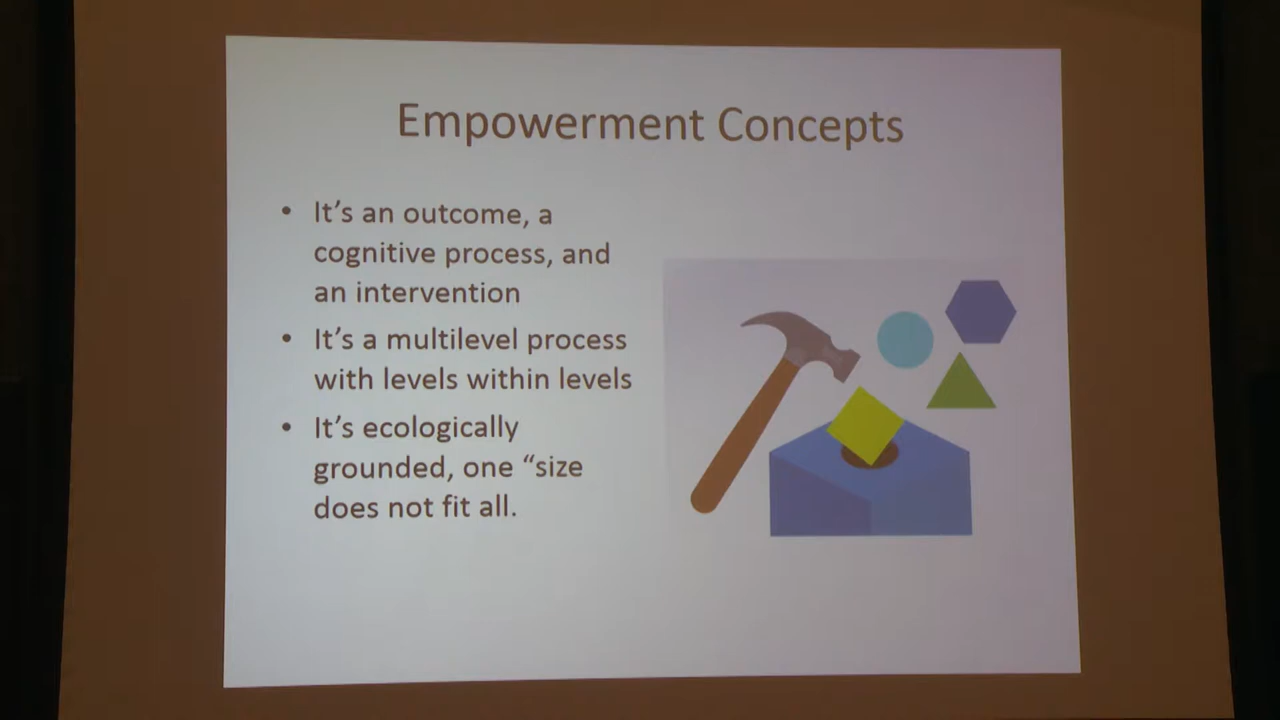 Empowerment Concepts
• It’s an outcome, a
cognitive process, and
an intervention
• It’s a multilevel process
with levels within levels
• It’s ecologically
grounded, one “size
does not fit all.